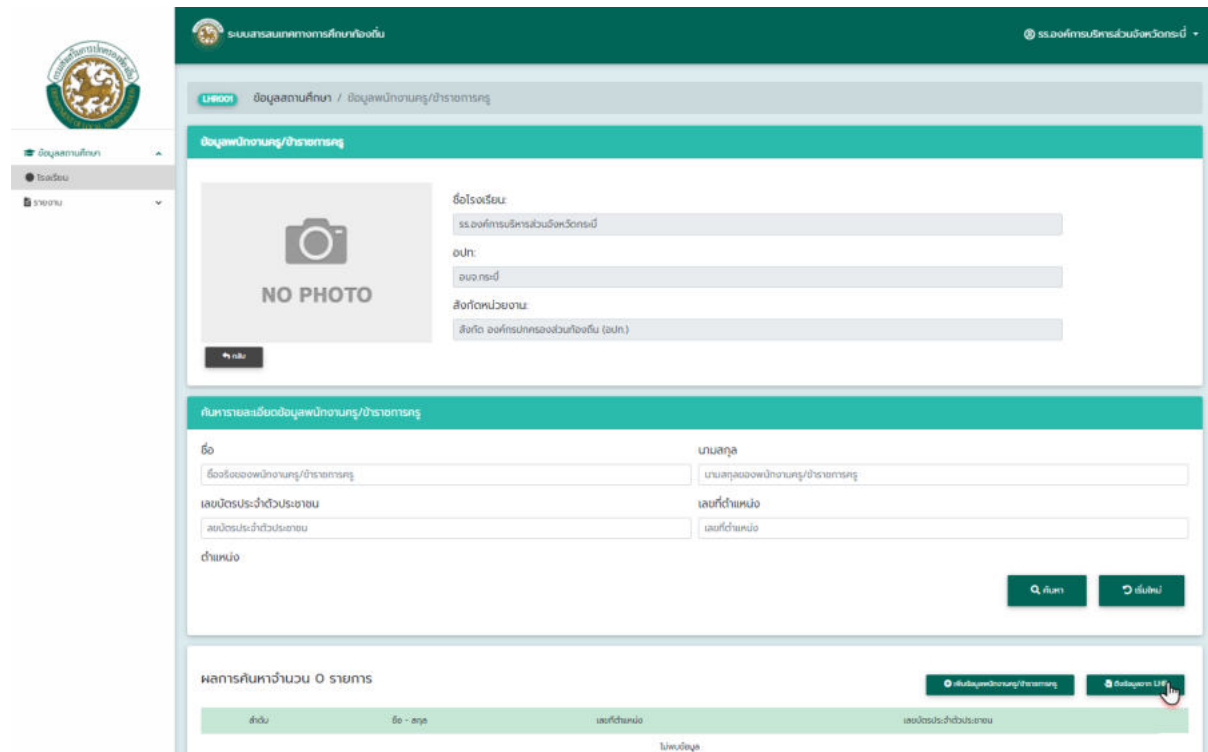 ระบบสารสนเทศทางการศึกษาท้องถิ่น
รร.องค์การบริหารส่วนจังหวัดกระบี่
LHR001 ข้อมูลสถานศึกษา / ข้อมูลพนักงานครู/ข้าราชการครู
ข้อมูลสถานศึกษา
โรงเรียน
รายงาน
ข้อมูลพนักงานครู/ข้าราชการครู
NO PHOTO
กลับ
ชื่อโรงเรียน:
รร.องค์การบริหารส่วนจังหวัดกระบี่
อปท:
อบจ.กระบี่
สังกัดหน่วยงาน:
สังกัด องค์กรปกครองส่วนท้องถิ่น (อปท.)
ค้นหารายละเอียดข้อมูลพนักงานครู/ข้าราชการครู
ชื่อ นามสกุล
ชื่อจริงของพนักงานครู/ข้าราชการครู นามสกุลของพนักงานครู/ข้าราชการครู
เลขบัตรประจำตัวประชาชน เลขที่ตำแหน่ง
ลขบัตรประจำตัวประชาชน เลขที่ตำแหน่ง
ตำแหน่ง
ค้นหา เริ่มใหม่
ผลการค้นหาจำนวน 0 รายการ
เพิ่มข้อมูลพนักงานครู/ข้าราชการครู ดึงข้อมูลจาก
ลำดับ ชื่อ - สกุล เลขที่ตำแหน่ง เลขบัตรประจำตัวประชาชน
ไม่พบข้อมูล